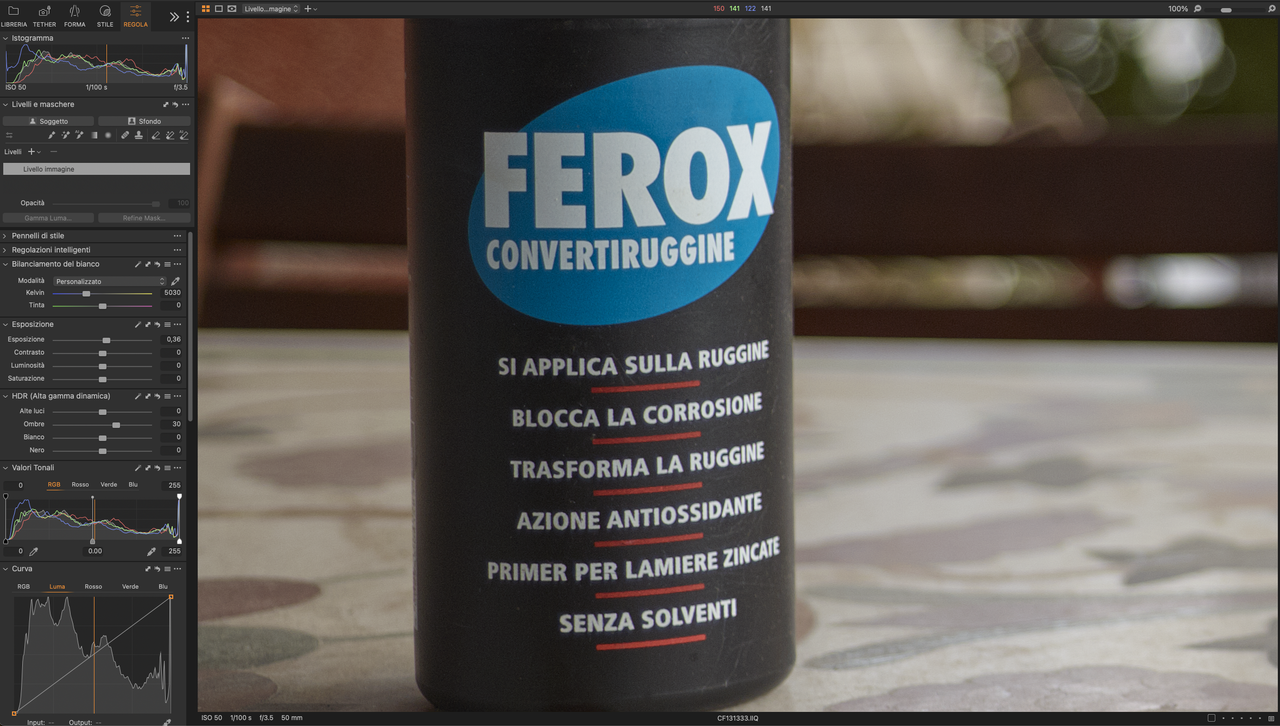 LIBRERIA TETHER FORMA STILE REGOLA
Livello...magine
150 141 122 141
100%
Istogramma
ISO 50 1/100 s f/3.5
Livelli e maschere
Soggetto Sfondo
Livelli
Livello immagine
Opacità 100
Gamma Luma... Refine Mask...
Pennelli di stile
Regolazioni intelligenti
Bilanciamento del bianco
Modalità Personalizzato
Kelvin 5030
Tinta 0
Esposizione
Esposizione 0,36
Contrasto 0
Luminosità 0
Saturazione 0
HDR (Alta gamma dinamica)
Alte luci 0
Ombre 30
Bianco 0
Nero 0
Valori Tonali
0 RGB Rosso Verde Blu 255
0 0.00 255
Curva
RGB Luma Rosso Verde Blu
Input: -- Output: --
FEROX
CONVERTIRUGGINE
SI APPLICA SULLA RUGGINE
BLOCCA LA CORROSIONE
TRASFORMA LA RUGGINE
AZIONE ANTIOSSIDANTE
PRIMER PER LAMIERE ZINCATE
SENZA SOLVENTI
ISO 50 1/100 s f/3.5 50 mm
CF131333.IIQ